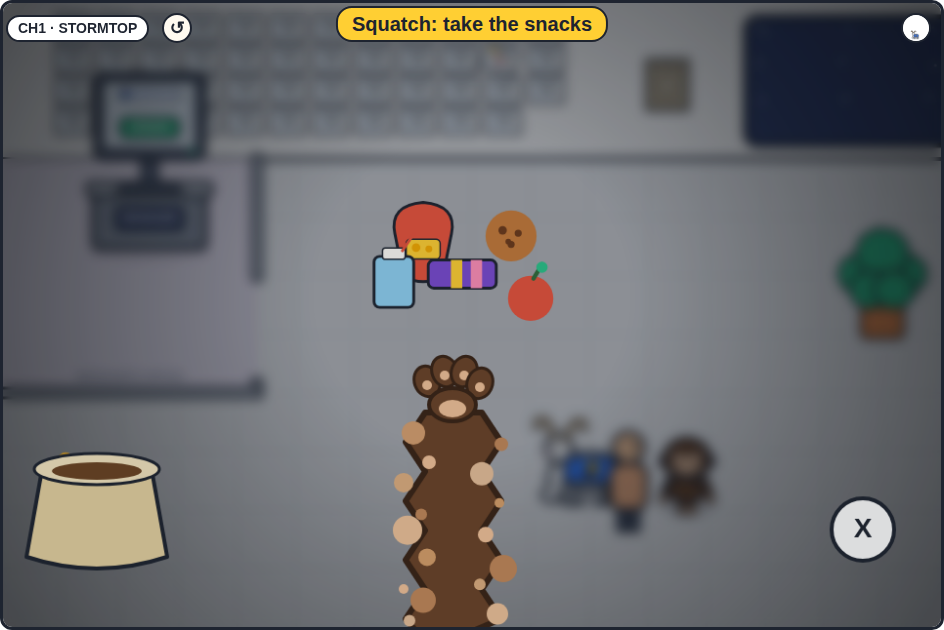 CH1 · STORMTOP
↺
Squatch: take the snacks
X